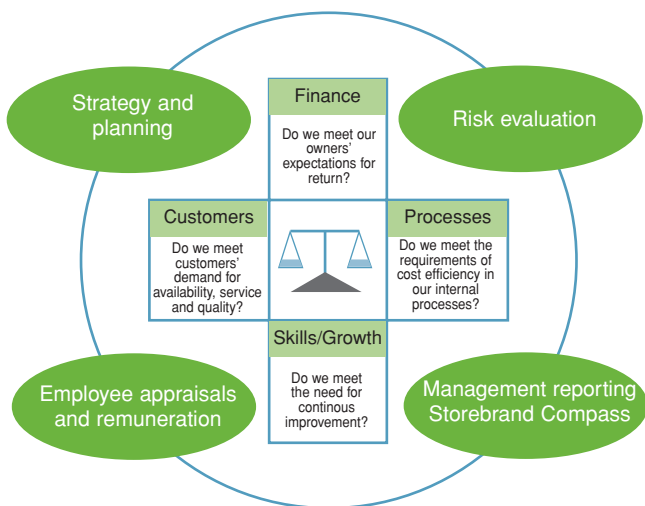 Strategy and
planning
Risk evaluation
Finance
Do we meet our
owners'
expectations for
return?
Customers
Do we meet
customers'
demand for
availability, service
and quality?
Processes
Do we meet the
requirements of
cost efficiency in
our internal
processes?
Skills/Growth
Do we meet
the need for
continous
improvement?
Employee appraisals
and remuneration
Management reporting
Storebrand Compass